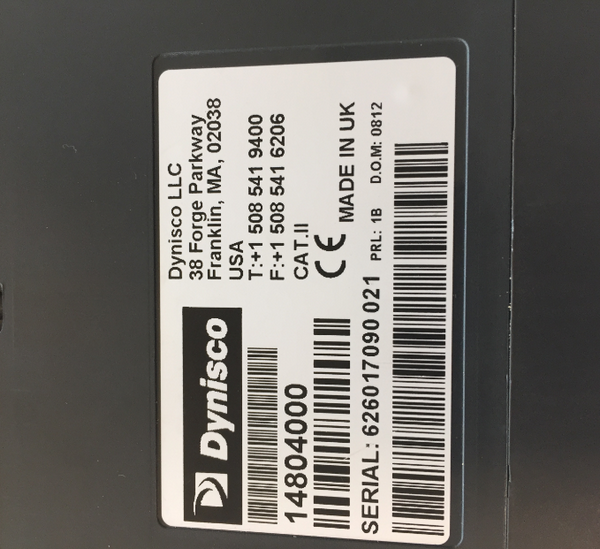 Dynisco
Dynisco LLC
38 Forge Parkway
Franklin, MA, 02038
USA
T:+1 508 541 9400
F:+1 508 541 6206
CAT.II
14804000
CE MADE IN UK
SERIAL: 626017090 021 PRL: 1B D.O.M: 0812